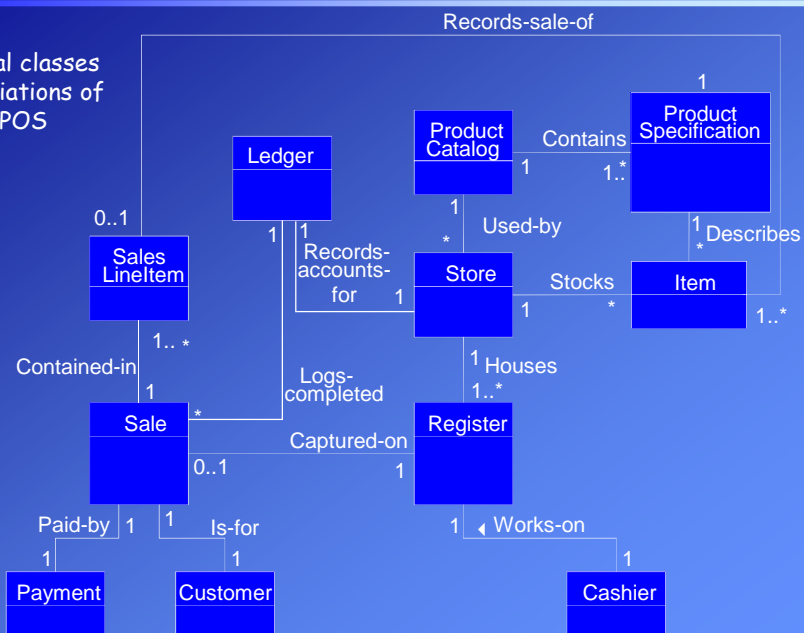 Records-sale-of
al classes
iations of
POS
1
Product
Specification
Product
Catalog
Contains
1
1..*
Ledger
0..1
1
1
1
Used-by
*
1
Describes
*
Sales
LineItem
Records-
accounts-
for
1
Store
Stocks
1
*
Item
1..*
1.. *
Contained-in
1
Logs-
completed
1
Houses
1..*
Sale
*
Captured-on
0..1
1
Register
Paid-by
1
1
Is-for
1
Works-on
1
1
1
Payment
Customer
Cashier